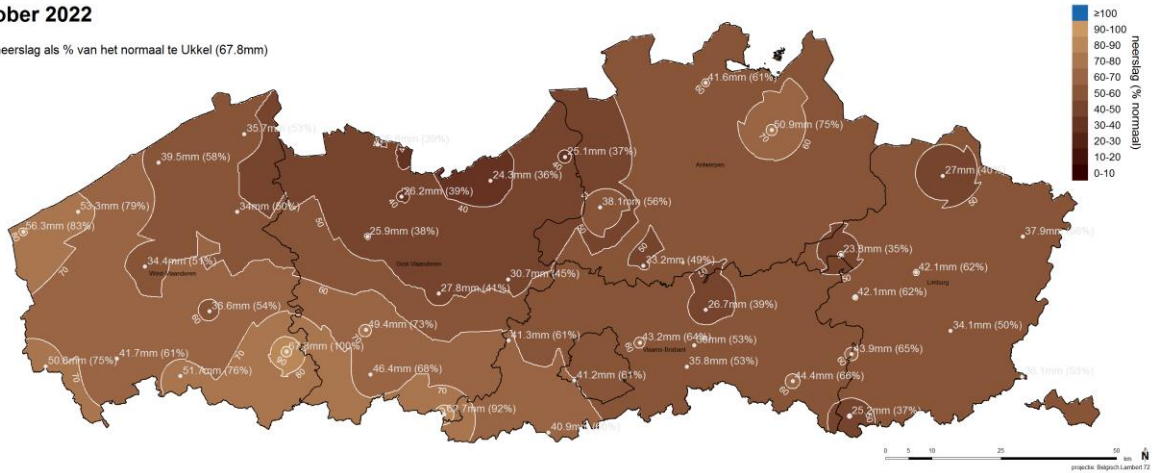 ober 2022
neerslag als % van het normaal te Ukkel (67.8mm)
≥100
90-100
80-90
70-80
60-70
50-60
40-50
30-40
20-30
10-20
0-10
neerslag (% normaal)
41.6mm (61%)
50.9mm (75%)
35.7mm (53%)
39.5mm (58%)
25.1mm (37%)
24.3mm (36%)
Antwerpen
27mm (40%)
26.2mm (39%)
38.1mm (56%)
53.3mm (79%)
34mm (50%)
56.3mm (83%)
25.9mm (38%)
37.9mm
34.4mm (51%)
West-Vlaanderen
Oost-Vlaanderen
23.2mm (49%)
23.8mm (35%)
42.1mm (62%)
Limburg
30.7mm (45%)
27.8mm (41%)
26.7mm (39%)
42.1mm (62%)
36.6mm (54%)
49.4mm (73%)
34.1mm (50%)
41.3mm (61%)
43.2mm (64%)
Vlaams-Brabant
(53%)
43.9mm (65%)
(100%)
50.6mm (75%)
41.7mm (61%)
51.7mm (76%)
46.4mm (68%)
41.2mm (61%)
35.8mm (53%)
44.4mm (66%)
62.7mm (92%)
25.2mm (37%)
40.9mm
0 5 10 25 50
km
N
projectie: Belgisch Lambert 72